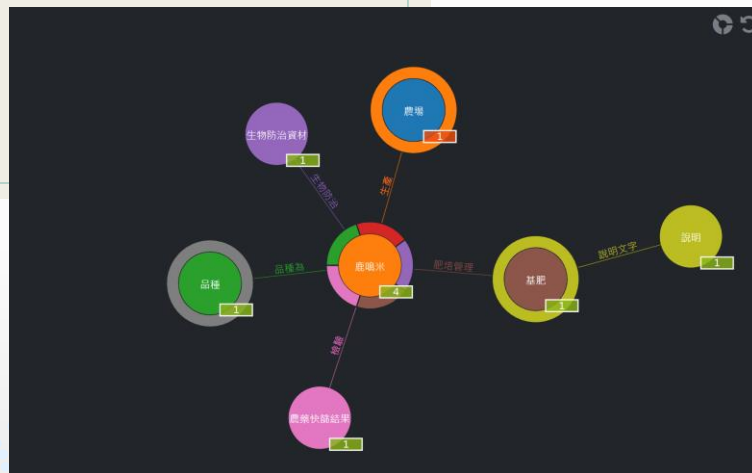 農場
1
生物防治資材
1
生物防治
生產
說明
1
說明文字
鹿鳴米
4
肥培管理
基肥
1
品種為
品種
1
檢驗
農藥快篩結果
1